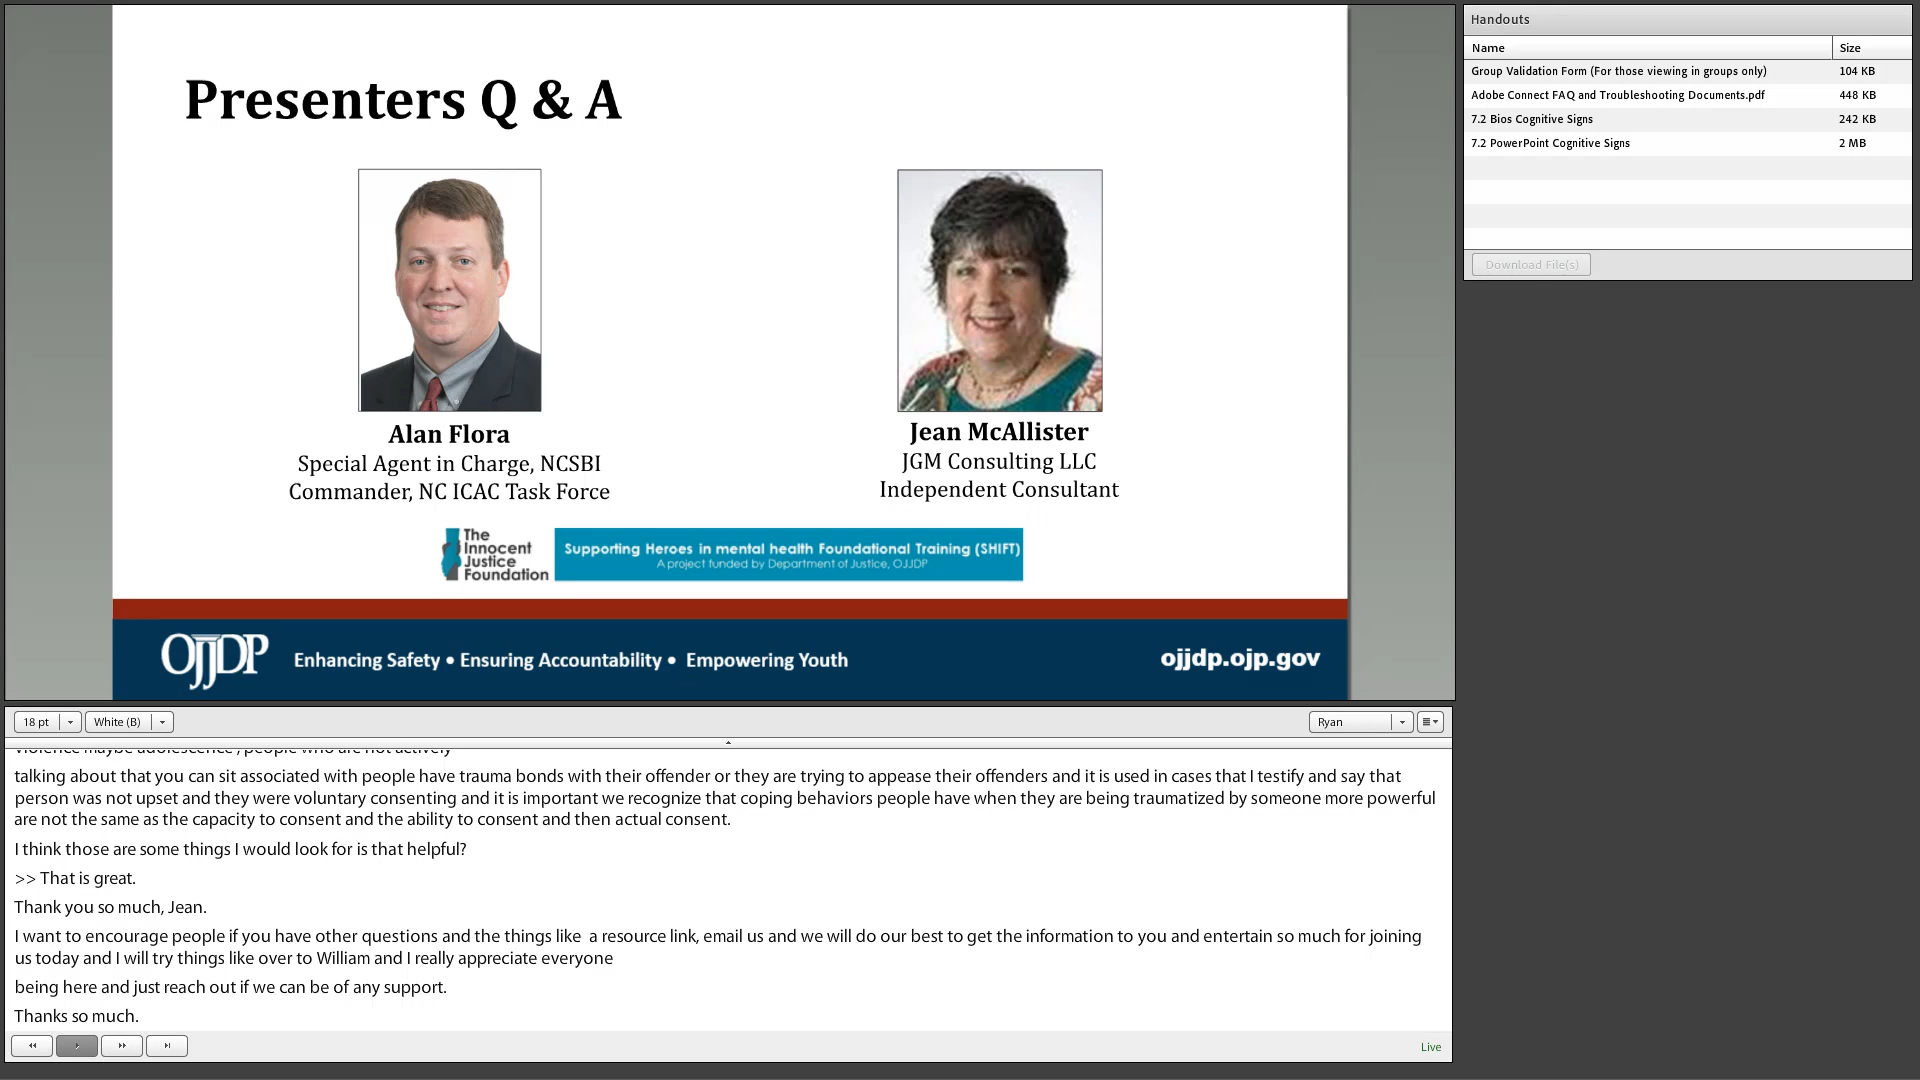 Presenters Q & A
Alan Flora
Special Agent in Charge, NCSBI
Commander, NC ICAC Task Force
Jean McAllister
JGM Consulting LLC
Independent Consultant
The
Innocent
Justice
Foundation
Supporting Heroes in mental health Foundational Training (SHIFT)
A project funded by Department of Justice, OJJDP
OJJDP
Enhancing Safety • Ensuring Accountability • Empowering Youth
ojjdp.ojp.gov
Handouts
Name Size
Group Validation Form (For those viewing in groups only) 104 KB
Adobe Connect FAQ and Troubleshooting Documents.pdf 448 KB
7.2 Bios Cognitive Signs 242 KB
7.2 PowerPoint Cognitive Signs 2 MB
Download File(s)
18 pt White (B) Ryan
violence maybe adolescence , people who are not actively
talking about that you can sit associated with people have trauma bonds with their offender or they are trying to appease their offenders and it is used in cases that I testify and say that
person was not upset and they were voluntary consenting and it is important we recognize that coping behaviors people have when they are being traumatized by someone more powerful
are not the same as the capacity to consent and the ability to consent and then actual consent.
I think those are some things I would look for is that helpful?
>> That is great.
Thank you so much, Jean.
I want to encourage people if you have other questions and the things like  a resource link, email us and we will do our best to get the information to you and entertain so much for joining
us today and I will try things like over to William and I really appreciate everyone
being here and just reach out if we can be of any support.
Thanks so much.
Live